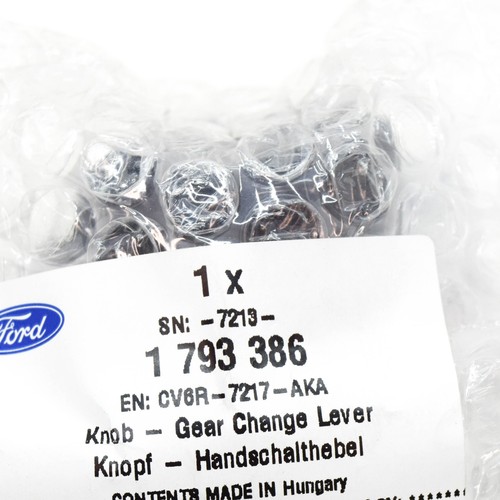 1 x
SN: -7213-
Ford
1 793 386
EN: CV6R-7217-AKA
Knob - Gear Change Lever
Knopf - Handschalthebel
CONTENTS MADE IN Hungary